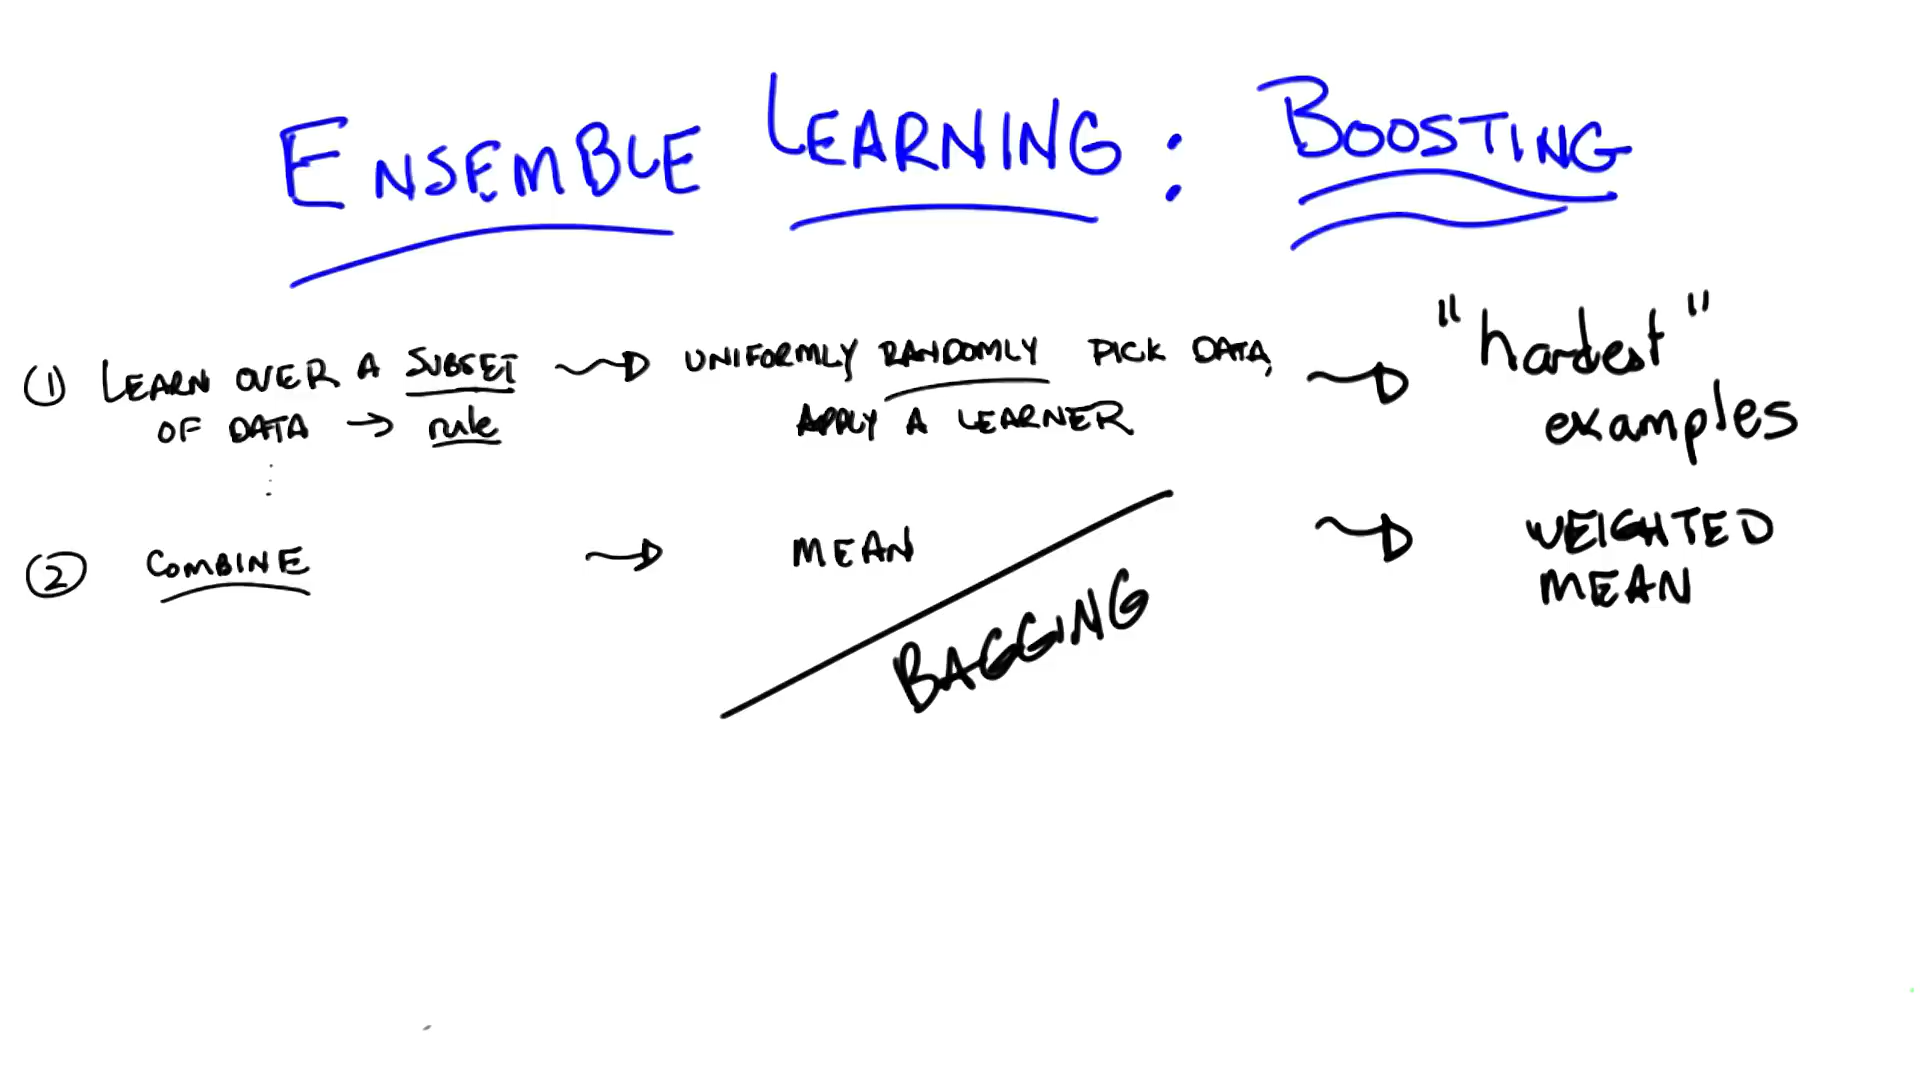 ENSEMBLE LEARNING: BOOSTING
① LEARN OVER A SUBSET → UNIFORMLY RANDOMLY PICK DATA, → "hardest"
OF DATA → rule APPLY A LEARNER examples
② COMBINE → MEAN → WEIGHTED
MEAN
BAGGING